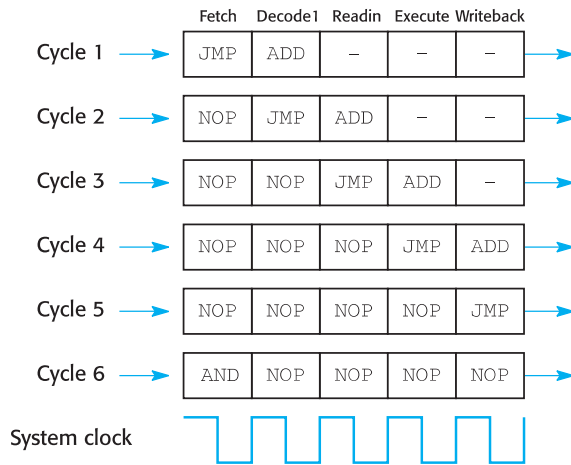 Fetch Decode1 Readin Execute Writeback
Cycle 1 JMP ADD – – –
Cycle 2 NOP JMP ADD – –
Cycle 3 NOP NOP JMP ADD –
Cycle 4 NOP NOP NOP JMP ADD
Cycle 5 NOP NOP NOP NOP JMP
Cycle 6 AND NOP NOP NOP NOP
System clock